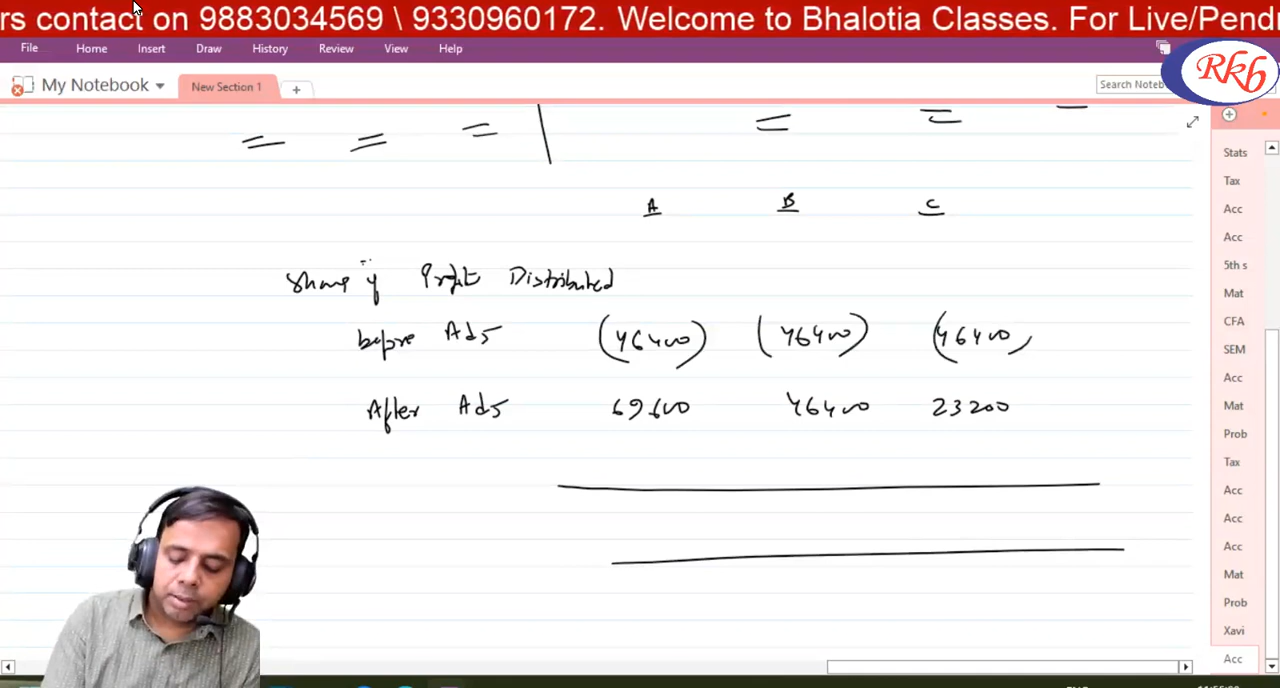 rs contact on 9883034569 \ 9330960172. Welcome to Bhalotia Classes. For Live/Pend
File Home Insert Draw History Review View Help
My Notebook New Section 1 + Search Noteb
Rkb
A B C
Share of Profit Distributed
before Adj (46400) (46400) (46400)
After Adj 69600 46400 23200
Stats
Tax
Acc
Acc
5th s
Mat
CFA
SEM
Acc
Mat
Prob
Tax
Acc
Acc
Acc
Mat
Prob
Xavi
Acc